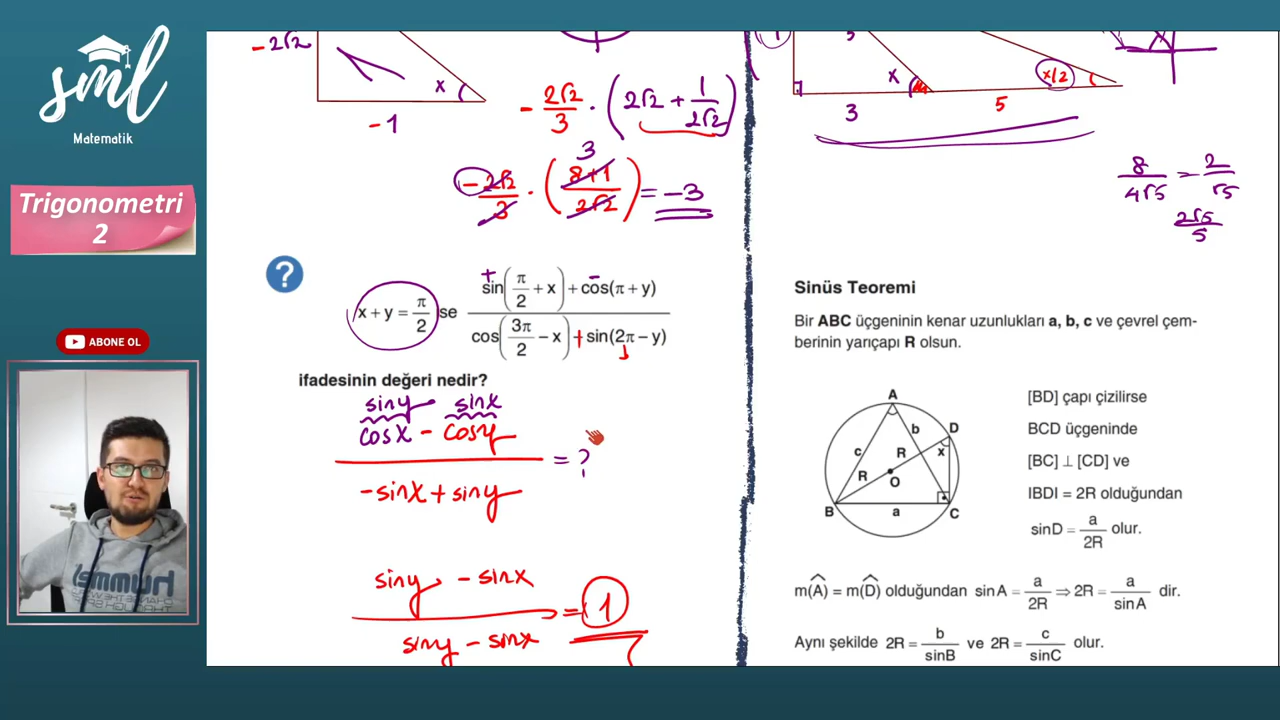 sml
Matematik
Trigonometri
2
ABONE OL
-2√2
x
-1
- 2√2/3 · (2√2 + 1/2√2)
3
-2√2/3 · (8+1/2√2) = -3
?
x + y = π/2 se sin(π/2 + x) + cos(π + y) / cos(3π/2 - x) + sin(2π - y)
+ -
ifadesinin değeri nedir?
siny sinx
cosx - cosy
= ?
-sinx + siny
siny - sinx
= 1
siny - sinx
x
x/2
3
5
8/4√5 = 2/√5
2√5/5
Sinüs Teoremi
Bir ABC üçgeninin kenar uzunlukları a, b, c ve çevrel çem-
berinin yarıçapı R olsun.
A
b
D
c
R
x
R
O
B
a
C
[BD] çapı çizilirse
BCD üçgeninde
[BC] ⊥ [CD] ve
IBDI = 2R olduğundan
sinD = a/2R olur.
m(Â) = m(D̂) olduğundan sinA = a/2R ⇒ 2R = a/sinA dir.
Aynı şekilde 2R = b/sinB ve 2R = c/sinC olur.
hummel